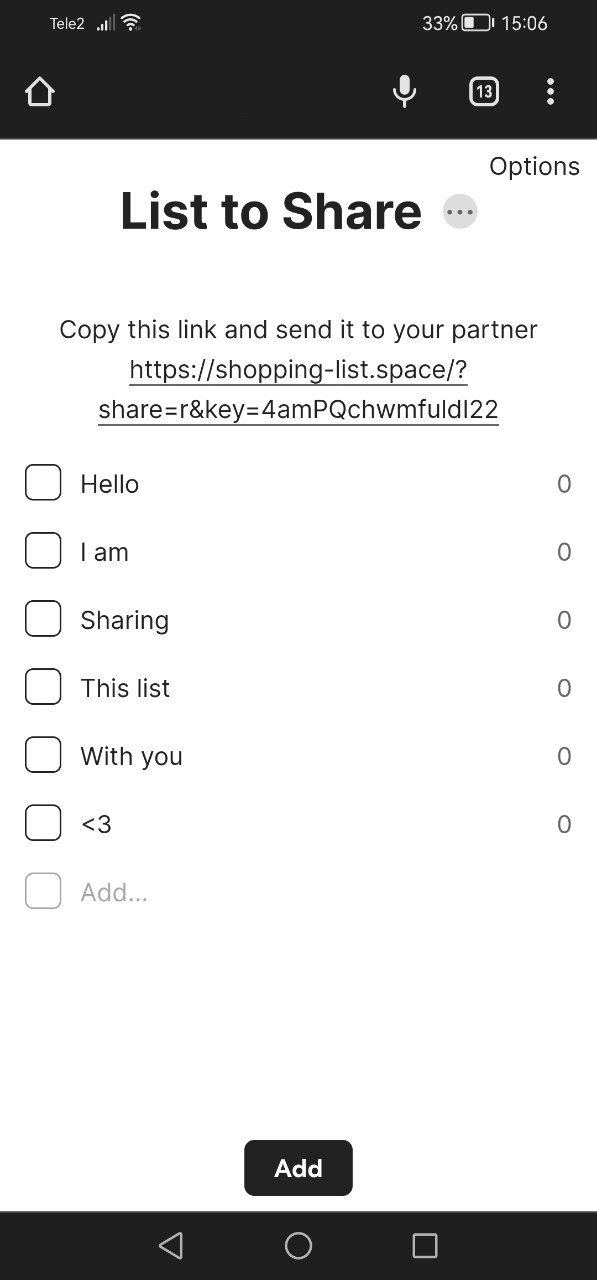 Tele2
33% 15:06
13
Options
List to Share
Copy this link and send it to your partner
https://shopping-list.space/?
share=r&key=4amPQchwmfuldI22
Hello 0
I am 0
Sharing 0
This list 0
With you 0
<3 0
Add...
Add